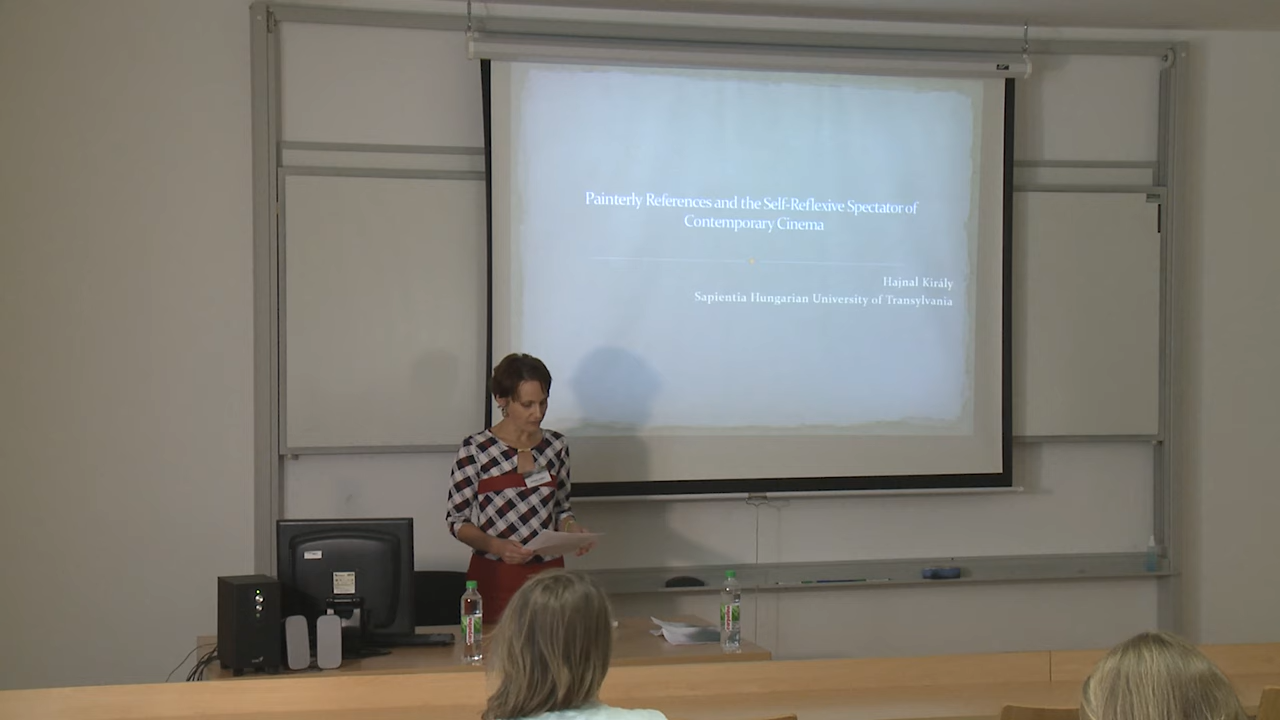 Painterly References and the Self-Reflexive Spectator of
Contemporary Cinema
Hajnal Király
Sapientia Hungarian University of Transylvania